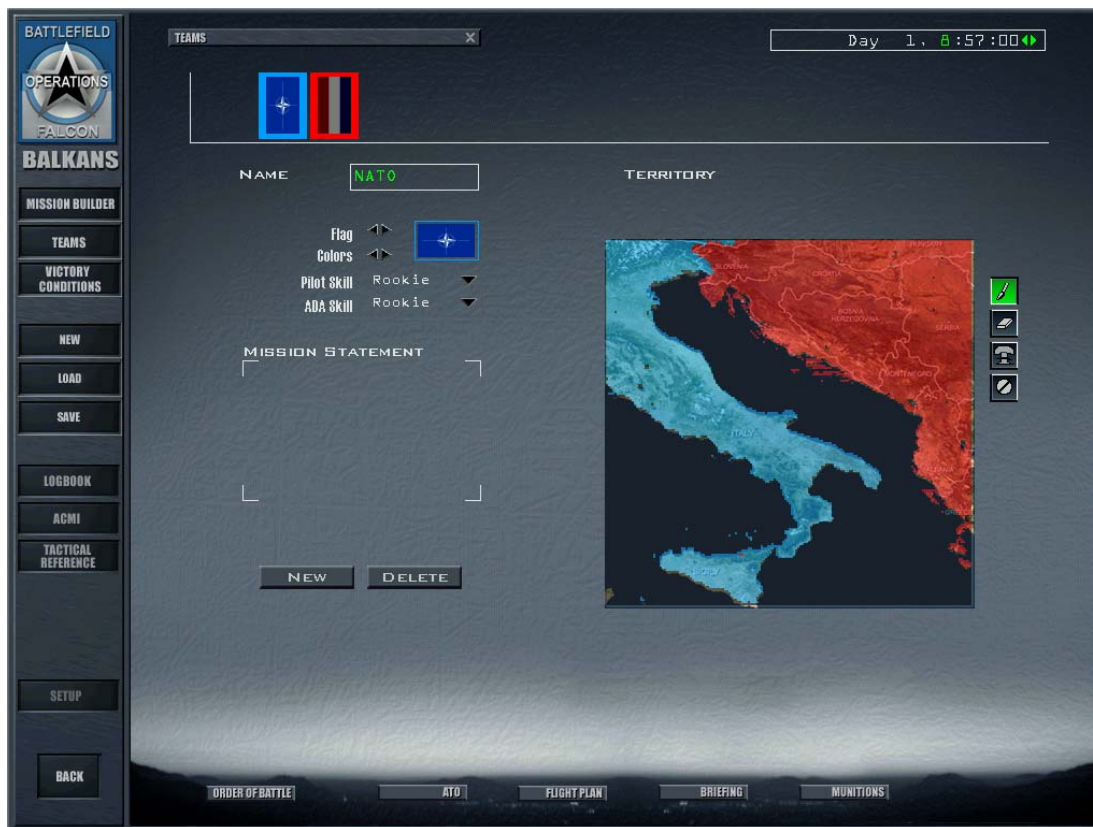 BATTLEFIELD
OPERATIONS
FALCON
BALKANS
MISSION BUILDER
TEAMS
VICTORY
CONDITIONS
NEW
LOAD
SAVE
LOGBOOK
ACMI
TACTICAL
REFERENCE
SETUP
BACK
TEAMS X
Day 1, 8:57:00
NAME NATO
Flag
Colors
Pilot Skill Rookie
ADA Skill Rookie
MISSION STATEMENT
NEW DELETE
TERRITORY
SLOVENIA
CROATIA
BOSNIA
HERZEGOVINA
SERBIA
MONTENEGRO
ITALY
ORDER OF BATTLE ATO FLIGHT PLAN BRIEFING MUNITIONS